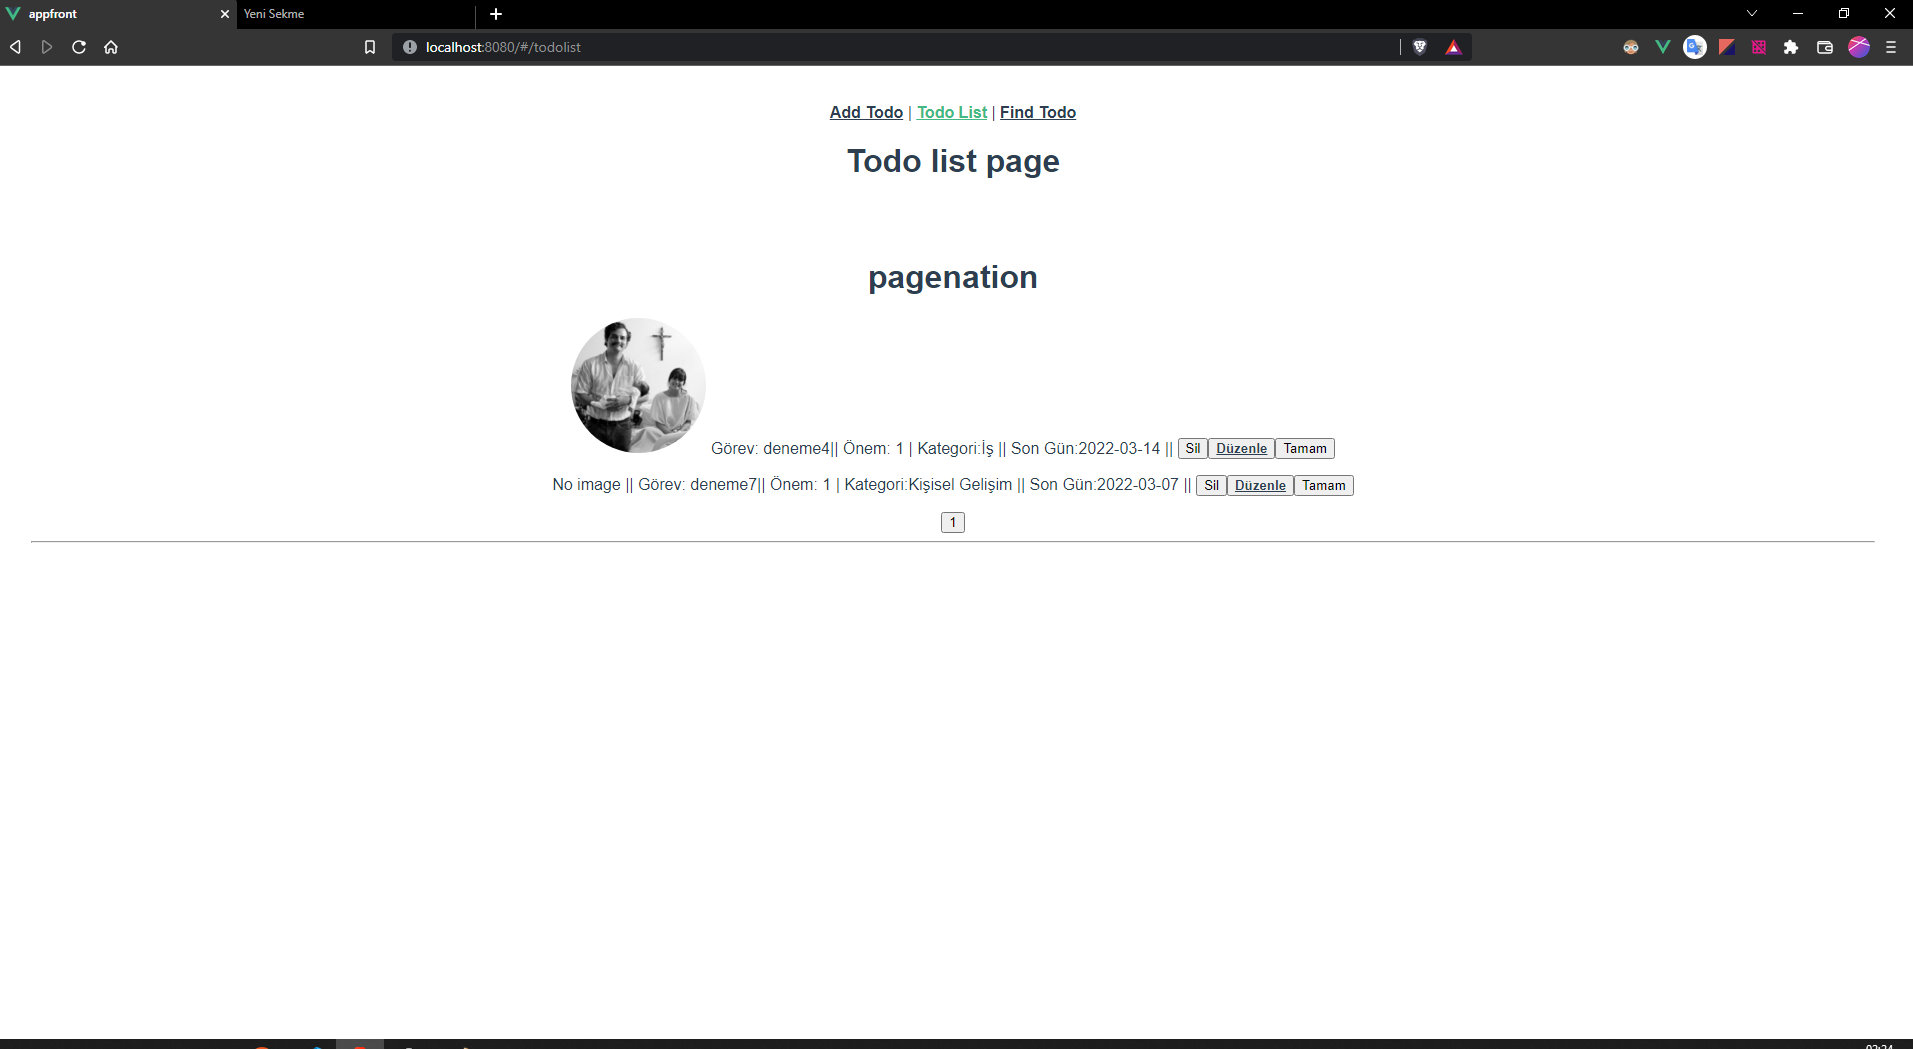 appfront
Yeni Sekme
localhost:8080/#/todolist
Add Todo | Todo List | Find Todo
Todo list page
pagenation
Görev: deneme4|| Önem: 1 | Kategori:İş || Son Gün:2022-03-14 || Sil Düzenle Tamam
No image || Görev: deneme7|| Önem: 1 | Kategori:Kişisel Gelişim || Son Gün:2022-03-07 || Sil Düzenle Tamam
1